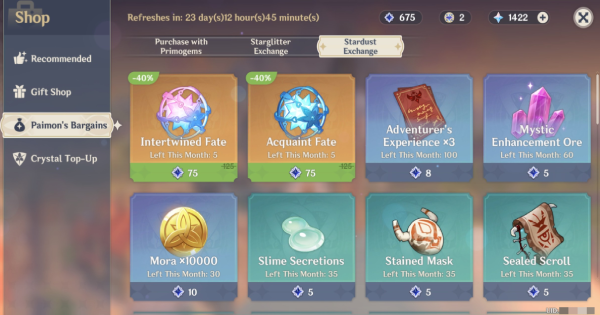 Shop
Refreshes in: 23 day(s)12 hour(s)45 minute(s)
675
2
1422
Purchase with
Primogems
Starglitter
Exchange
Stardust
Exchange
Recommended
Gift Shop
Paimon's Bargains
Crystal Top-Up
-40%
Intertwined Fate
Left This Month: 5
75
125
-40%
Acquaint Fate
Left This Month: 5
75
125
Adventurer's
Experience ×3
Left This Month: 100
8
Mystic
Enhancement Ore
Left This Month: 60
5
Mora ×10000
Left This Month: 30
10
Slime Secretions
Left This Month: 35
5
Stained Mask
Left This Month: 35
5
Sealed Scroll
Left This Month: 35
5